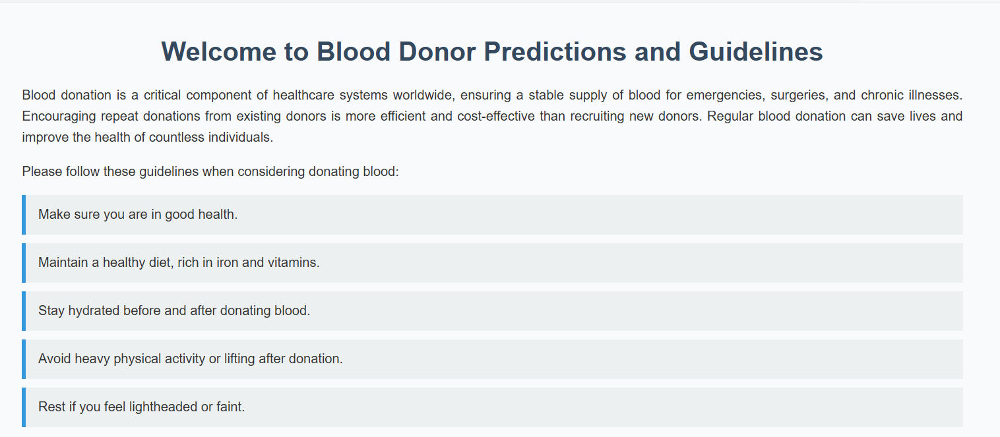 Welcome to Blood Donor Predictions and Guidelines
Blood donation is a critical component of healthcare systems worldwide, ensuring a stable supply of blood for emergencies, surgeries, and chronic illnesses.
Encouraging repeat donations from existing donors is more efficient and cost-effective than recruiting new donors. Regular blood donation can save lives and
improve the health of countless individuals.
Please follow these guidelines when considering donating blood:
Make sure you are in good health.
Maintain a healthy diet, rich in iron and vitamins.
Stay hydrated before and after donating blood.
Avoid heavy physical activity or lifting after donation.
Rest if you feel lightheaded or faint.